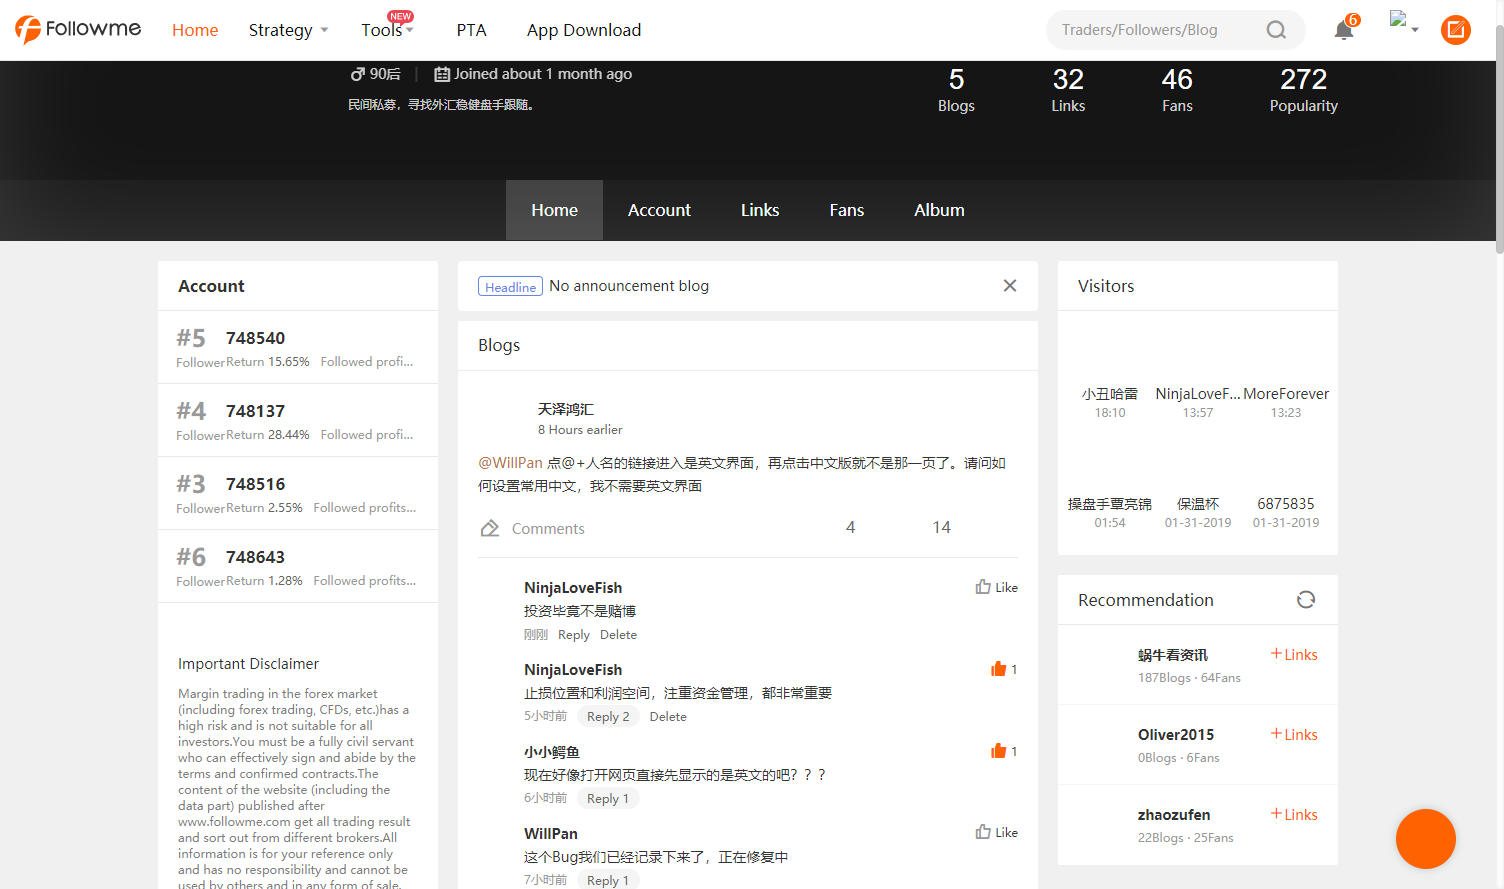 Followme
Home
Strategy
Tools
NEW
PTA
App Download
Traders/Followers/Blog
6
90后
Joined about 1 month ago
民间私募，寻找外汇稳健盘手跟随。
5
Blogs
32
Links
46
Fans
272
Popularity
Home
Account
Links
Fans
Album
Account
#5 748540
Follower Return 15.65% Followed profi...
#4 748137
Follower Return 28.44% Followed profi...
#3 748516
Follower Return 2.55% Followed profits...
#6 748643
Follower Return 1.28% Followed profits...
Important Disclaimer
Margin trading in the forex market
(including forex trading, CFDs, etc.)has a
high risk and is not suitable for all
investors.You must be a fully civil servant
who can effectively sign and abide by the
terms and confirmed contracts.The
content of the website (including the
data part) published after
www.followme.com get all trading result
and sort out from different brokers.All
information is for your reference only
and has no responsibility and cannot be
used by others and in any form of sale.
Headline No announcement blog
Blogs
天泽鸿汇
8 Hours earlier
@WillPan 点@+人名的链接进入是英文界面，再点击中文版就不是那一页了。请问如
何设置常用中文，我不需要英文界面
Comments 4 14
NinjaLoveFish Like
投资毕竟不是赌博
刚刚 Reply Delete
NinjaLoveFish 1
止损位置和利润空间，注重资金管理，都非常重要
5小时前 Reply 2 Delete
小小鳄鱼 1
现在好像打开网页直接先显示的是英文的吧？？？
6小时前 Reply 1
WillPan Like
这个Bug我们已经记录下来了，正在修复中
7小时前 Reply 1
Visitors
小丑哈雷 NinjaLoveF... MoreForever
18:10 13:57 13:23
操盘手覃亮锦 保温杯 6875835
01:54 01-31-2019 01-31-2019
Recommendation
蜗牛看资讯 +Links
187Blogs · 64Fans
Oliver2015 +Links
0Blogs · 6Fans
zhaozufen +Links
22Blogs · 25Fans